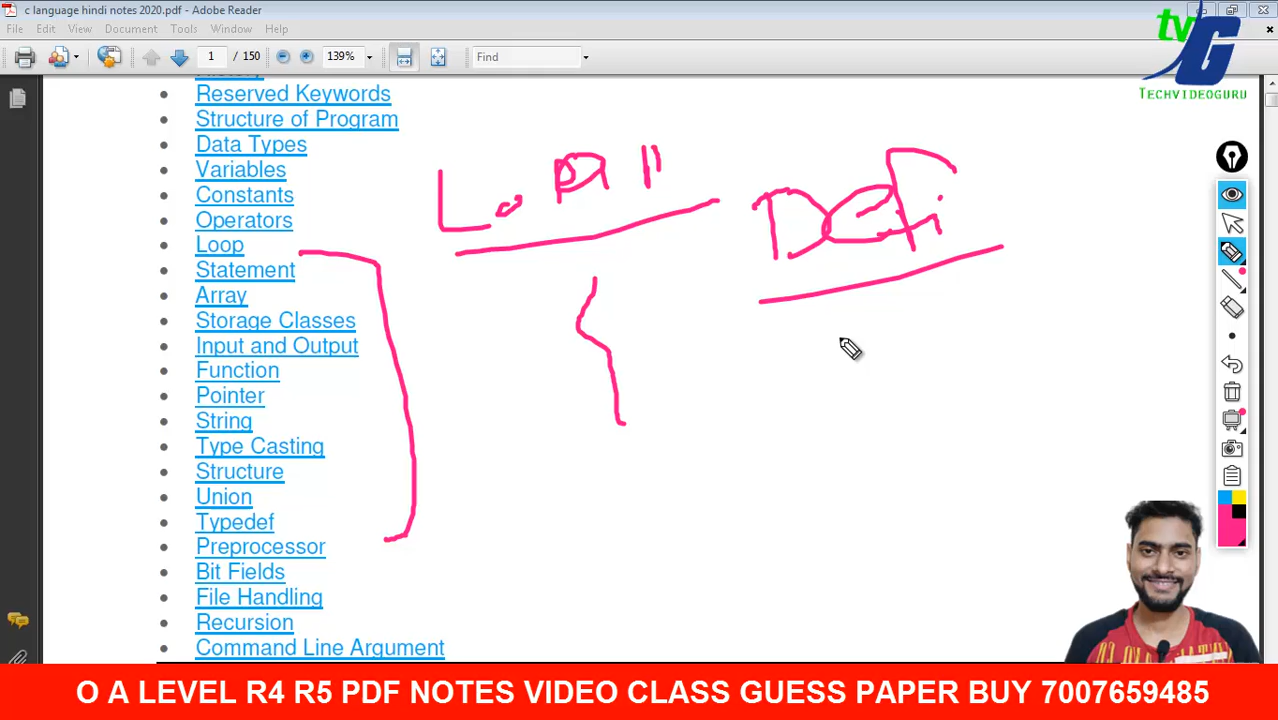 c language hindi notes 2020.pdf - Adobe Reader
File Edit View Document Tools Window Help
1 / 150 139% Find
tv G
TECHVIDEOGURU
History
Reserved Keywords
Structure of Program
Data Types
Variables
Constants
Operators
Loop
Statement
Array
Storage Classes
Input and Output
Function
Pointer
String
Type Casting
Structure
Union
Typedef
Preprocessor
Bit Fields
File Handling
Recursion
Command Line Argument
Defi
O A LEVEL R4 R5 PDF NOTES VIDEO CLASS GUESS PAPER BUY 7007659485